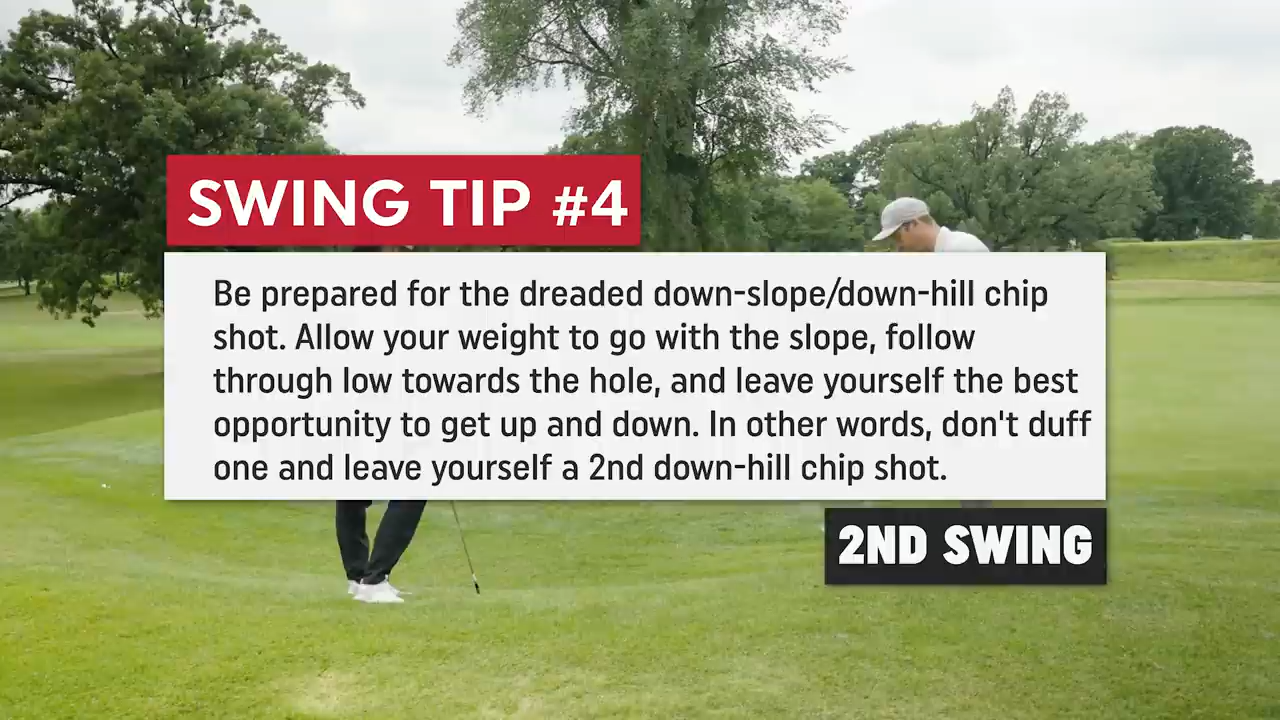 SWING TIP #4
Be prepared for the dreaded down-slope/down-hill chip
shot. Allow your weight to go with the slope, follow
through low towards the hole, and leave yourself the best
opportunity to get up and down. In other words, don't duff
one and leave yourself a 2nd down-hill chip shot.
2ND SWING